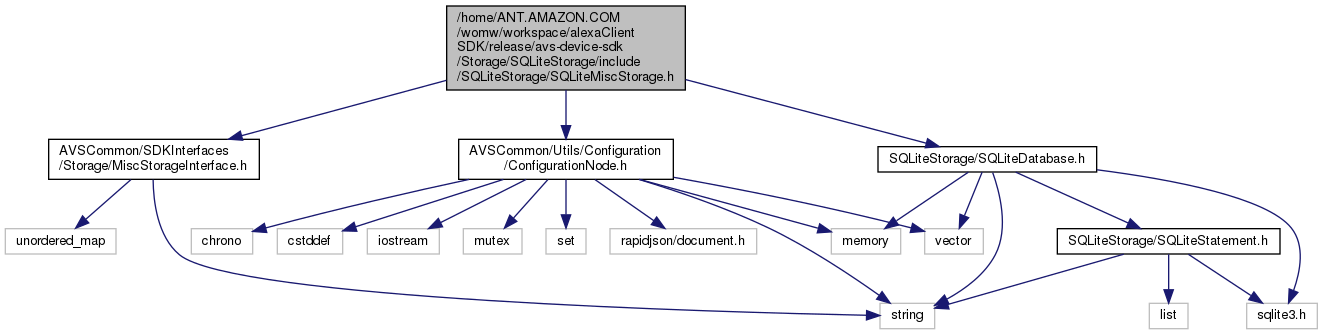 /home/ANT.AMAZON.COM
/womw/workspace/alexaClient
SDK/release/avs-device-sdk
/Storage/SQLiteStorage/include
/SQLiteStorage/SQLiteMiscStorage.h
AVSCommon/SDKInterfaces
/Storage/MiscStorageInterface.h
AVSCommon/Utils/Configuration
/ConfigurationNode.h
SQLiteStorage/SQLiteDatabase.h
unordered_map
chrono
cstddef
iostream
mutex
set
rapidjson/document.h
memory
vector
SQLiteStorage/SQLiteStatement.h
string
list
sqlite3.h